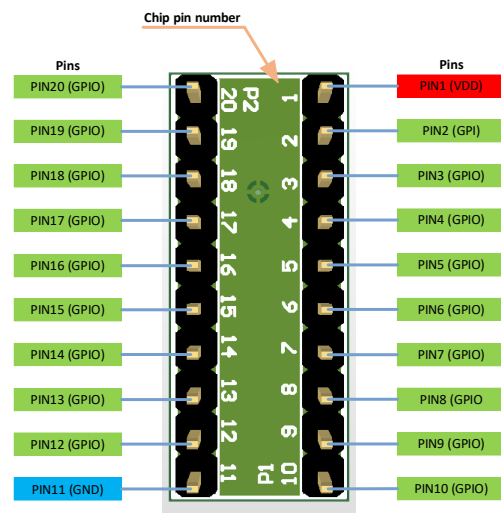 Chip pin number
Pins
Pins
PIN20 (GPIO)
20
P2
1
PIN1 (VDD)
PIN19 (GPIO)
19
2
PIN2 (GPI)
PIN18 (GPIO)
18
3
PIN3 (GPIO)
PIN17 (GPIO)
17
4
PIN4 (GPIO)
PIN16 (GPIO)
16
5
PIN5 (GPIO)
PIN15 (GPIO)
15
6
PIN6 (GPIO)
PIN14 (GPIO)
14
7
PIN7 (GPIO)
PIN13 (GPIO)
13
8
PIN8 (GPIO
PIN12 (GPIO)
12
9
PIN9 (GPIO)
PIN11 (GND)
11
P1
10
PIN10 (GPIO)